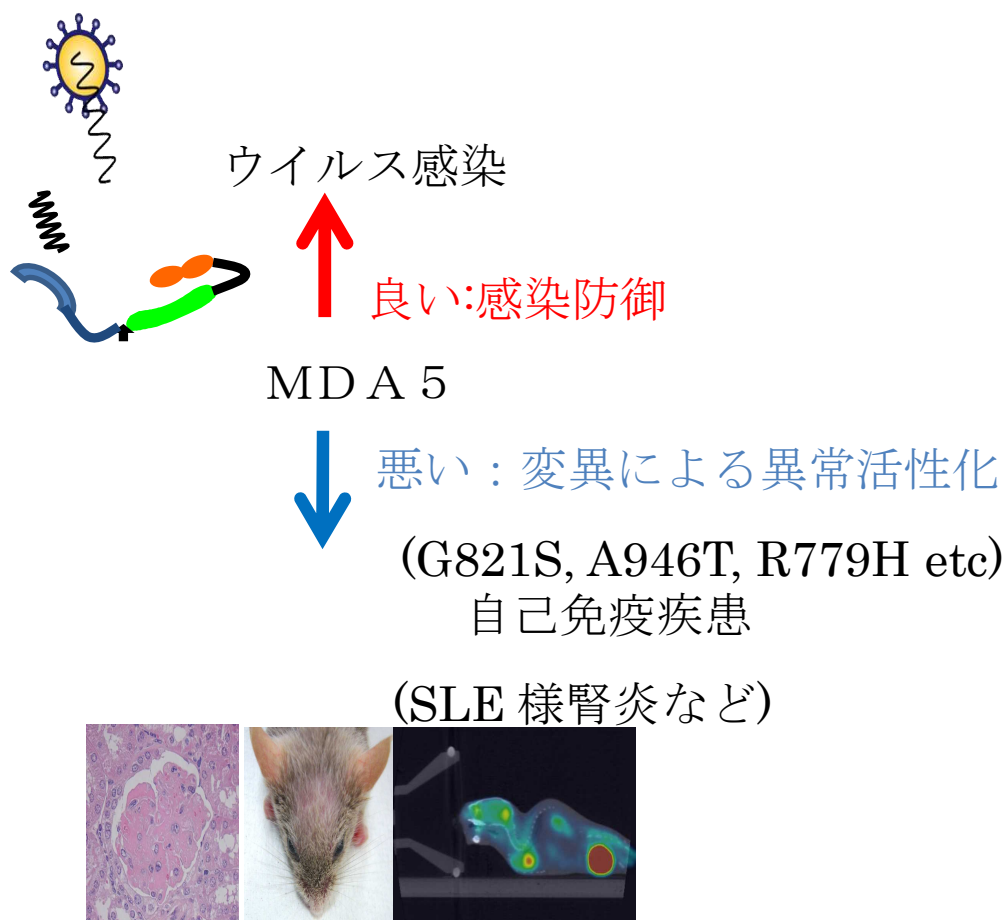 ウイルス感染
良い:感染防御
ＭＤＡ５
悪い：変異による異常活性化
(G821S, A946T, R779H etc)
自己免疫疾患
(SLE 様腎炎など)